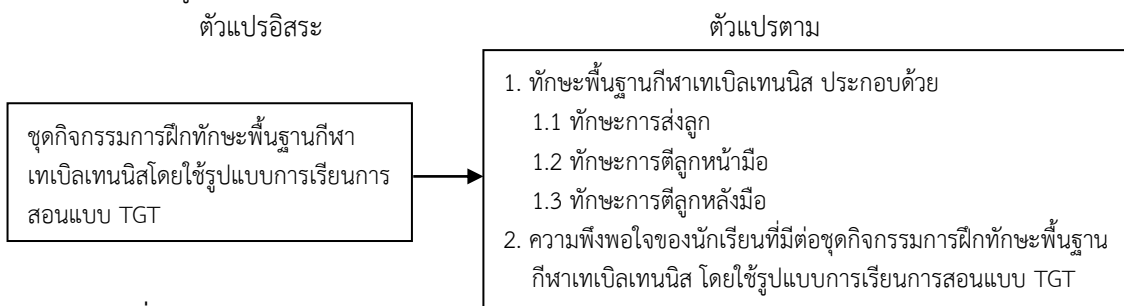 ตัวแปรอิสระ
ตัวแปรตาม
ชุดกิจกรรมการฝึกทักษะพื้นฐานกีฬา
เทเบิลเทนนิสโดยใช้รูปแบบการเรียนการ
สอนแบบ TGT
1. ทักษะพื้นฐานกีฬาเทเบิลเทนนิส ประกอบด้วย
1.1 ทักษะการส่งลูก
1.2 ทักษะการตีลูกหน้ามือ
1.3 ทักษะการตีลูกหลังมือ
2. ความพึงพอใจของนักเรียนที่มีต่อชุดกิจกรรมการฝึกทักษะพื้นฐาน
กีฬาเทเบิลเทนนิส โดยใช้รูปแบบการเรียนการสอนแบบ TGT